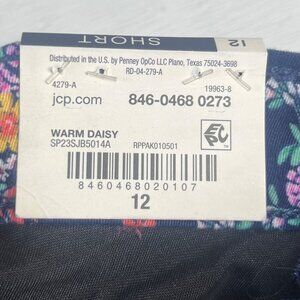 12
SHORT
Distributed in the U.S. by Penney OpCo LLC Plano, Texas 75024-3698
RD-04-279-A
4279-A 19963-8
jcp.com 846-0468 0273
WARM DAISY
SP23SJB5014A RPPAK010501
EPC
8460468020107
12